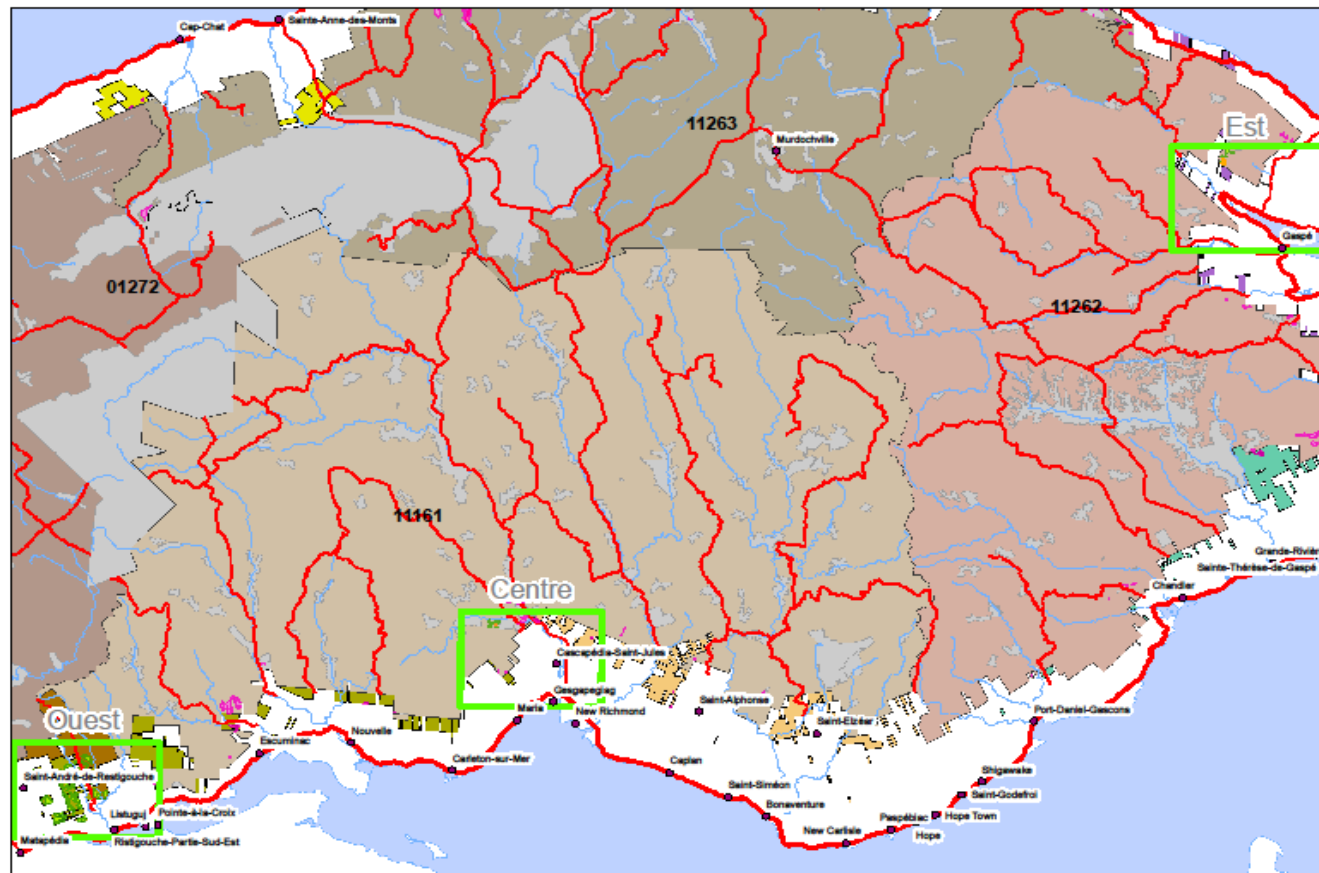 Cap-Chat
Sainte-Anne-des-Monts
11263
Murdochville
Est
Gaspé
01272
11262
11161
Grande-Riviè
Sainte-Thérèse-de-Gaspé
Chandler
Centre
Cascapédia-Saint-Jules
Gesgapegiag
Maria
New Richmond
Saint-Alphonse
Port-Daniel-Gascons
Ouest
Nouvelle
Saint-Elzéar
Escuminac
Carleton-sur-Mer
Caplan
Saint-André-de-Restigouche
Shigawake
Saint-Siméon
Saint-Godefroi
Bonaventure
Hope Town
Listuguj
Pointe-à-la-Croix
Paspébiac
New Carlisle
Hope
Matapédia
Ristigouche-Partie-Sud-Est